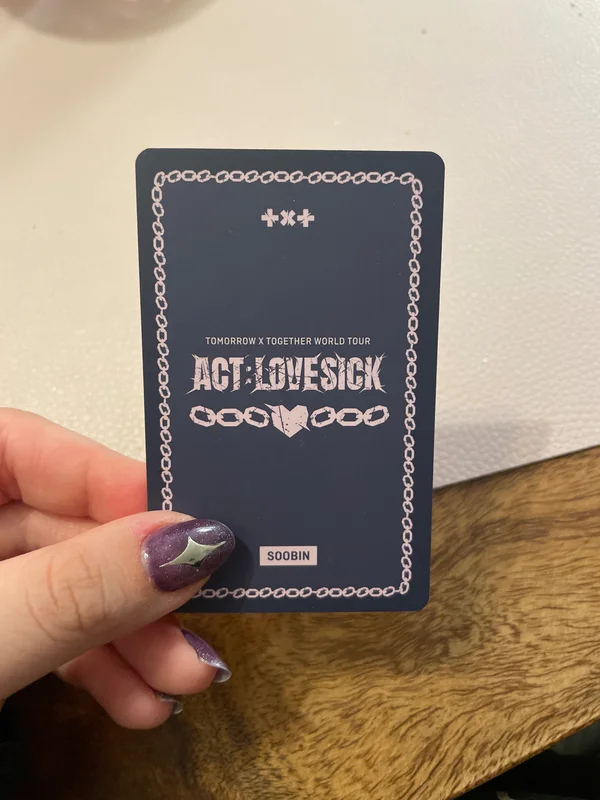 +x+
TOMORROW X TOGETHER WORLD TOUR
ACT:LOVESICK
SOOBIN